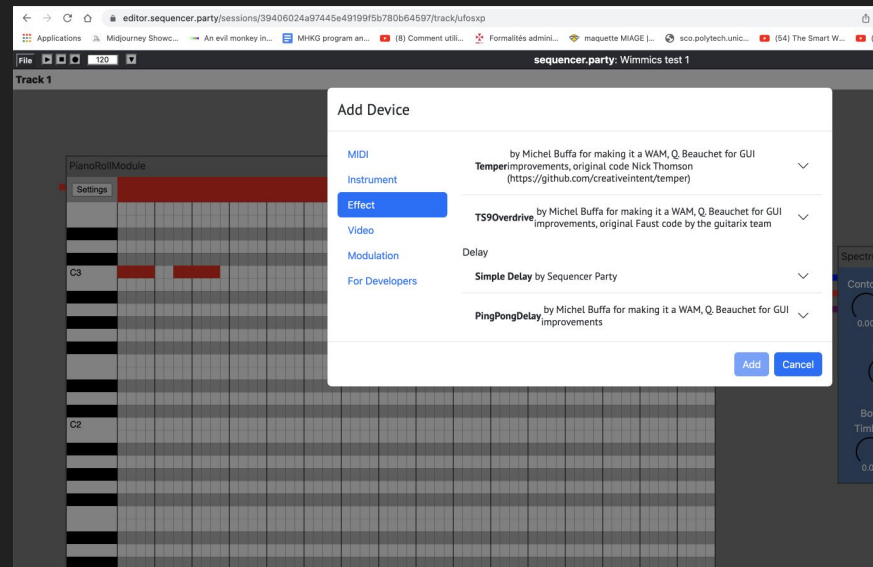 editor.sequencer.party/sessions/39406024a97445e49199f5b780b64597/track/ufosxp
Applications Midjourney Showc... An evil monkey in... MHKG program an... (8) Comment utili... Formalités admini... maquette MIAGE |... sco.polytech.unic... (54) The Smart W...
File 120 sequencer.party: Wimmics test 1
Track 1
Add Device
MIDI
Instrument
Effect
Video
Modulation
For Developers
Temper by Michel Buffa for making it a WAM, Q. Beauchet for GUI
improvements, original code Nick Thomson
(https://github.com/creativeintent/temper)
TS9Overdrive by Michel Buffa for making it a WAM, Q. Beauchet for GUI
improvements, original Faust code by the guitarix team
Delay
Simple Delay by Sequencer Party
PingPongDelay by Michel Buffa for making it a WAM, Q. Beauchet for GUI
improvements
Add Cancel
PianoRollModule
Settings
C3
C2
Spectr
Conto
0.00
Bo
Tim
0.0